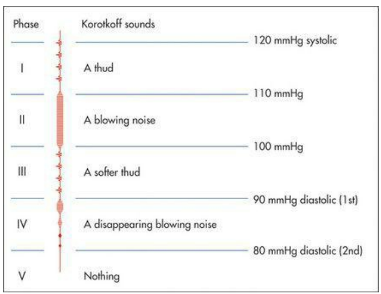 Phase Korotkoff sounds
120 mmHg systolic
I A thud
110 mmHg
II A blowing noise
100 mmHg
III A softer thud
90 mmHg diastolic (1st)
IV A disappearing blowing noise
80 mmHg diastolic (2nd)
V Nothing